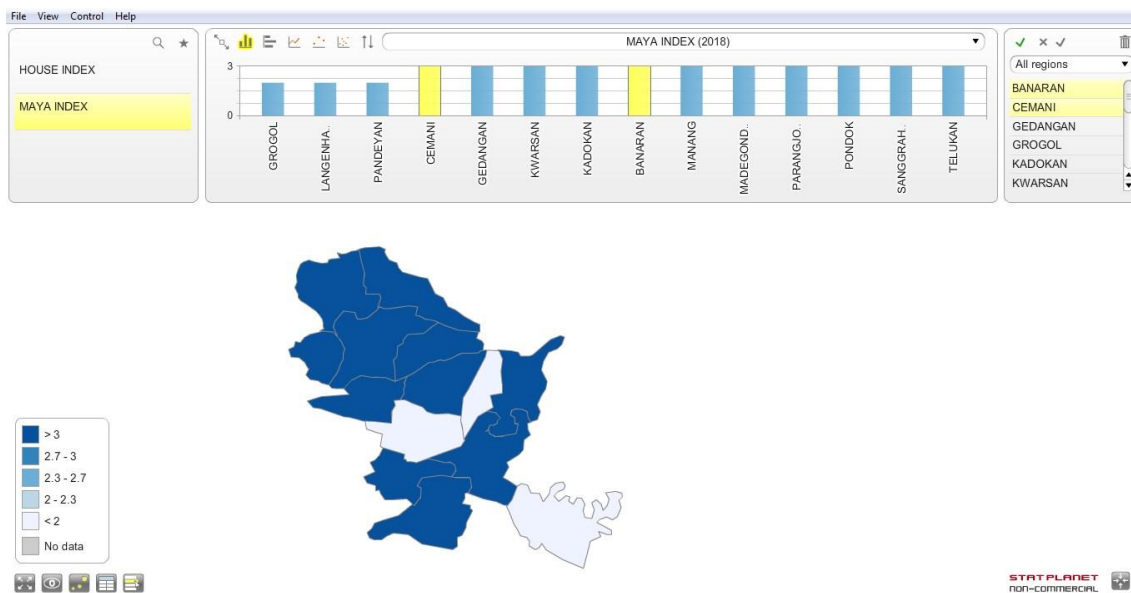 File View Control Help
HOUSE INDEX
MAYA INDEX
MAYA INDEX (2018)
3
0
GROGOL
LANGENHA..
PANDEYAN
CEMANI
GEDANGAN
KWARSAN
KADOKAN
BANARAN
MANANG
MADEGOND..
PARANGJO..
PONDOK
SANGGRAH..
TELUKAN
All regions
BANARAN
CEMANI
GEDANGAN
GROGOL
KADOKAN
KWARSAN
> 3
2.7 - 3
2.3 - 2.7
2 - 2.3
< 2
No data
STATPLANET
NON-COMMERCIAL